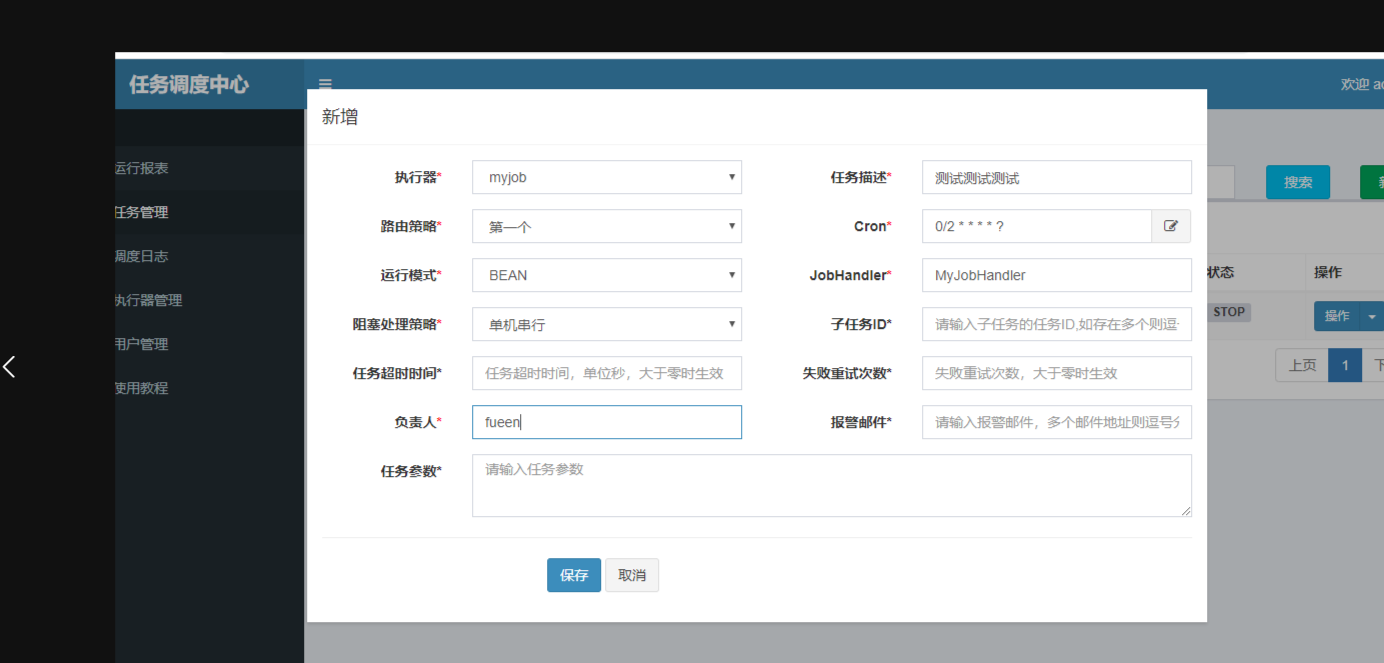 任务调度中心
欢迎
新增
运行报表
任务管理
调度日志
执行器管理
用户管理
使用教程
执行器* myjob 任务描述* 测试测试测试
路由策略* 第一个 Cron* 0/2 * * * * ?
运行模式* BEAN JobHandler* MyJobHandler
阻塞处理策略* 单机串行 子任务ID* 请输入子任务的任务ID,如存在多个则逗
任务超时时间* 任务超时时间，单位秒，大于零时生效 失败重试次数* 失败重试次数，大于零时生效
负责人* fueen 报警邮件* 请输入报警邮件，多个邮件地址则逗号分
任务参数* 请输入任务参数
保存 取消
搜索
状态 操作
STOP 操作
上页 1